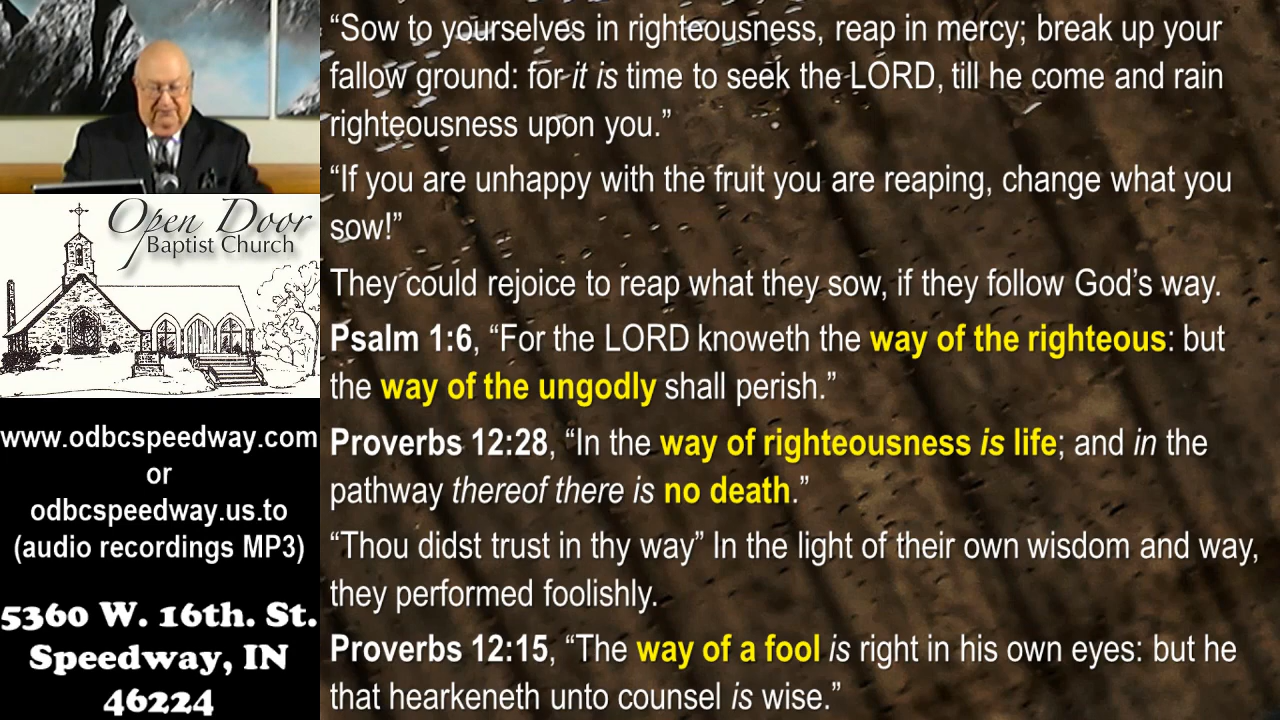 “Sow to yourselves in righteousness, reap in mercy; break up your
fallow ground: for it is time to seek the LORD, till he come and rain
righteousness upon you.”
“If you are unhappy with the fruit you are reaping, change what you
sow!”
They could rejoice to reap what they sow, if they follow God’s way.
Psalm 1:6, “For the LORD knoweth the way of the righteous: but
the way of the ungodly shall perish.”
Proverbs 12:28, “In the way of righteousness is life; and in the
pathway thereof there is no death.”
“Thou didst trust in thy way” In the light of their own wisdom and way,
they performed foolishly.
Proverbs 12:15, “The way of a fool is right in his own eyes: but he
that hearkeneth unto counsel is wise.”
Open Door
Baptist Church
www.odbcspeedway.com
or
odbcspeedway.us.to
(audio recordings MP3)
5360 W. 16th. St.
Speedway, IN
46224